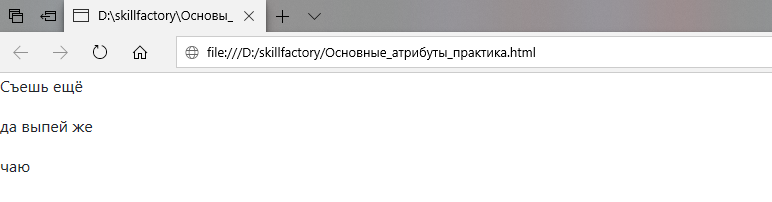 D:\skillfactory\Основы_
file:///D:/skillfactory/Основные_атрибуты_практика.html
Съешь ещё
да выпей же
чаю